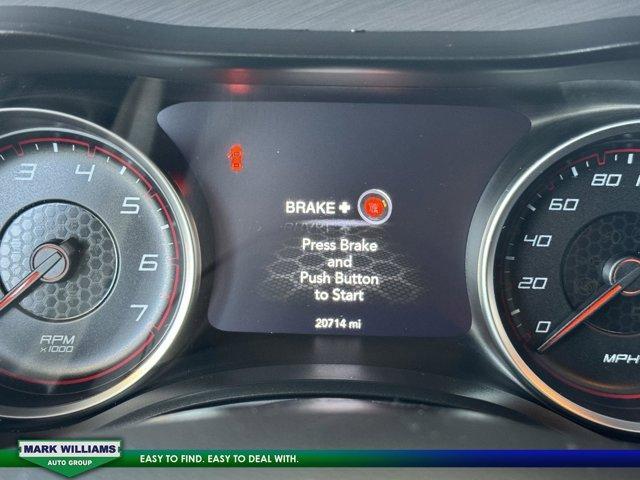 3
4
5
6
7
RPM
x1000
BRAKE +
Press Brake
and
Push Button
to Start
20714 mi
80
60
40
20
0
MPH
MARK WILLIAMS
AUTO GROUP
EASY TO FIND. EASY TO DEAL WITH.